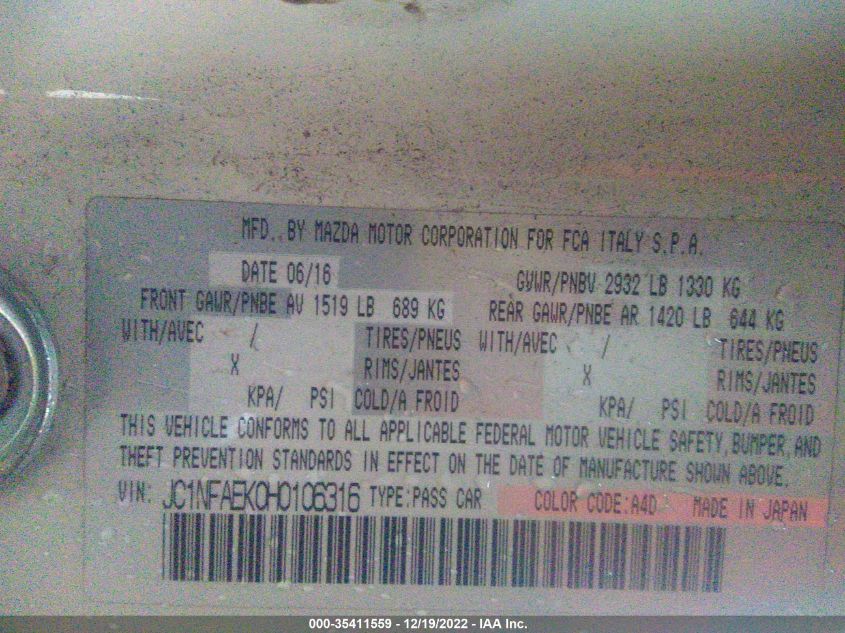 MFD. BY MAZDA MOTOR CORPORATION FOR FCA ITALY S.P.A.
DATE 06/16 GVWR/PNBV 2932 LB 1330 KG
FRONT GAWR/PNBE AV 1519 LB 689 KG REAR GAWR/PNBE AR 1420 LB 644 KG
WITH/AVEC / TIRES/PNEUS WITH/AVEC / TIRES/PNEUS
X RIMS/JANTES X RIMS/JANTES
KPA/ PSI COLD/A FROID KPA/ PSI COLD/A FROID
THIS VEHICLE CONFORMS TO ALL APPLICABLE FEDERAL MOTOR VEHICLE SAFETY, BUMPER, AND
THEFT PREVENTION STANDARDS IN EFFECT ON THE DATE OF MANUFACTURE SHOWN ABOVE.
VIN: JC1NFAEK0H0106316 TYPE:PASS CAR COLOR CODE:A4D MADE IN JAPAN
000-35411559 - 12/19/2022 - IAA Inc.